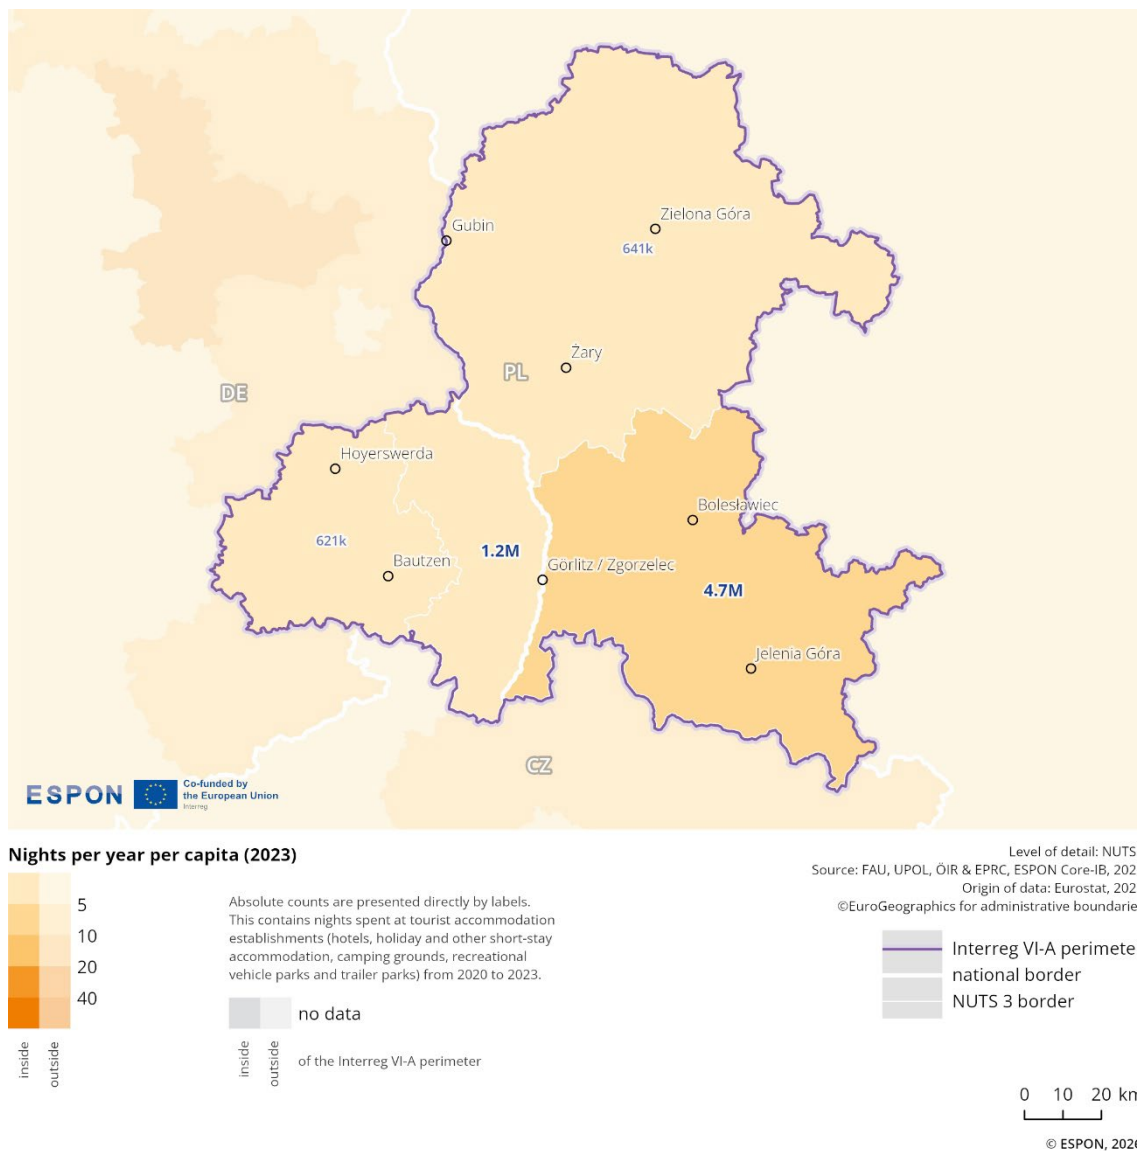 Gubin
Zielona Góra
641k
Żary
PL
DE
Hoyerswerda
Bolesławiec
621k
1.2M
Bautzen
Görlitz / Zgorzelec
4.7M
Jelenia Góra
CZ
ESPON
Co-funded by
the European Union
Interreg
Nights per year per capita (2023)
5
10
20
40
inside
outside
Absolute counts are presented directly by labels.
This contains nights spent at tourist accommodation
establishments (hotels, holiday and other short-stay
accommodation, camping grounds, recreational
vehicle parks and trailer parks) from 2020 to 2023.
no data
inside
outside
of the Interreg VI-A perimeter
Level of detail: NUTS
Source: FAU, UPOL, ÖIR & EPRC, ESPON Core-IB, 202
Origin of data: Eurostat, 202
©EuroGeographics for administrative boundarie
Interreg VI-A perimete
national border
NUTS 3 border
0 10 20 km
© ESPON, 2026